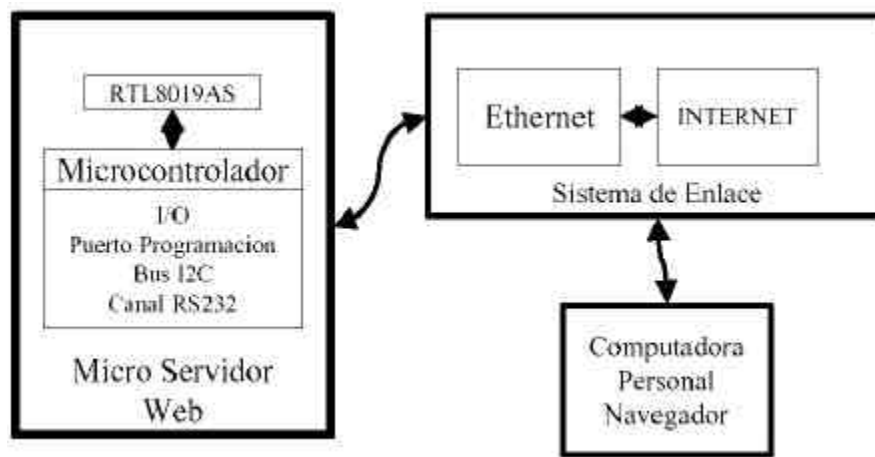 RTL8019AS
Microcontrolador
I/O
Puerto Programacion
Bus I2C
Canal RS232
Micro Servidor
Web
Ethernet
INTERNET
Sistema de Enlace
Computadora
Personal
Navegador